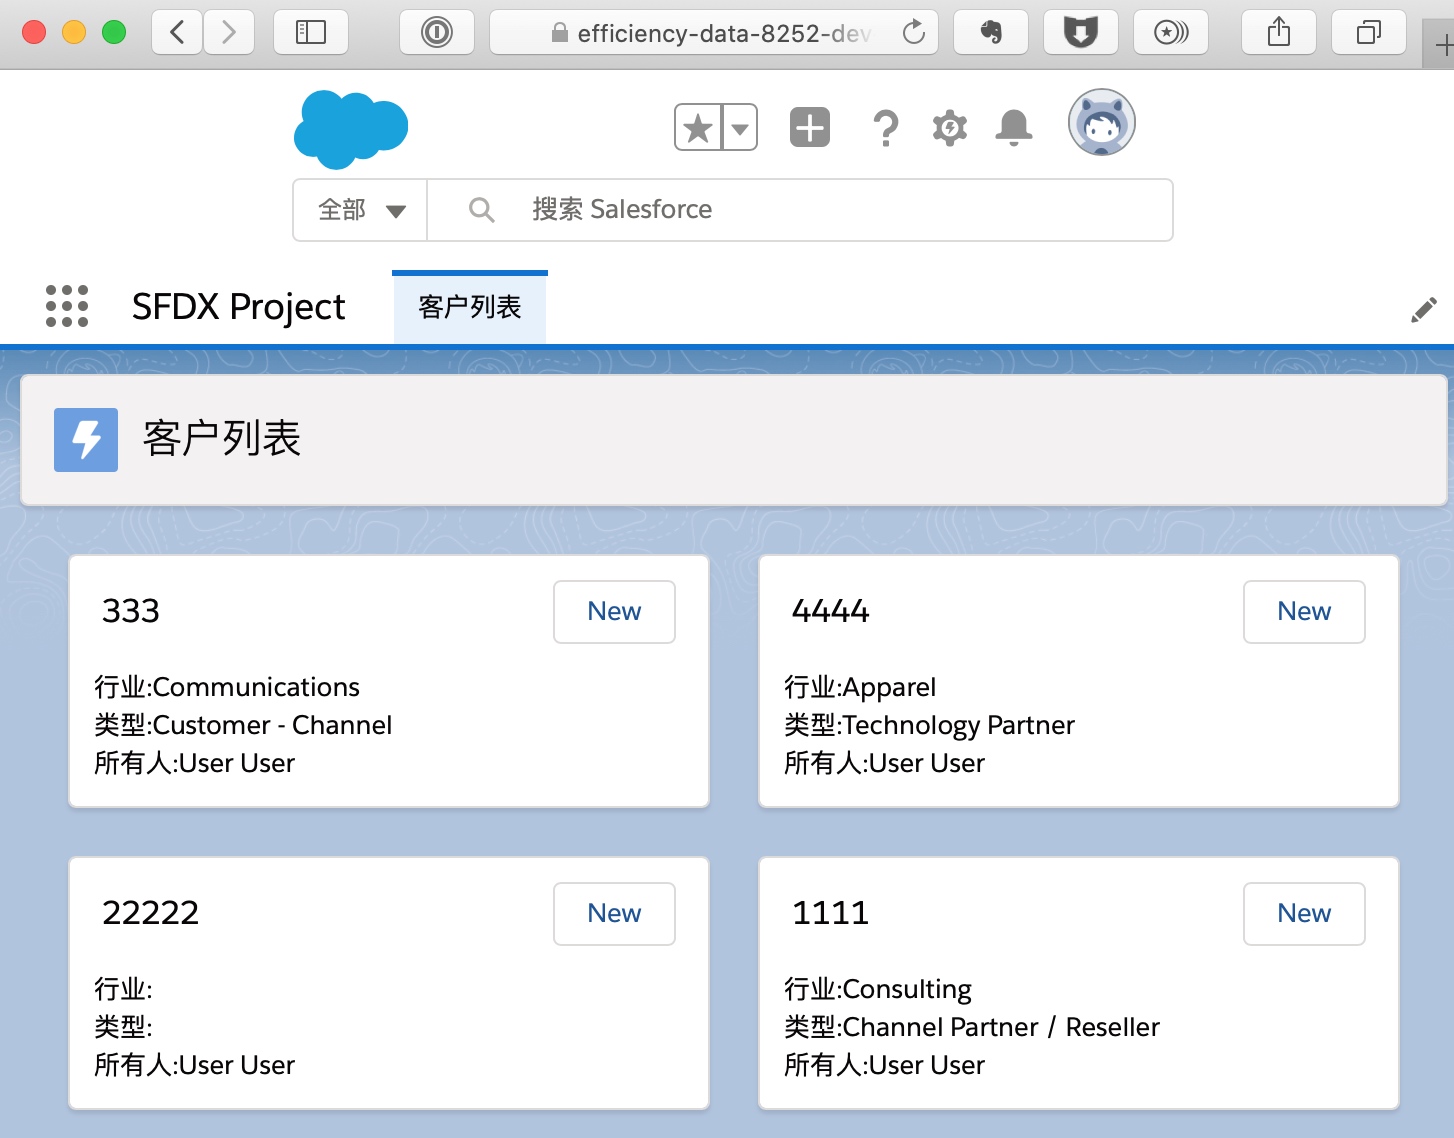 efficiency-data-8252-dev
全部
搜索 Salesforce
SFDX Project
客户列表
客户列表
333
New
行业:Communications
类型:Customer - Channel
所有人:User User
4444
New
行业:Apparel
类型:Technology Partner
所有人:User User
22222
New
行业:
类型:
所有人:User User
1111
New
行业:Consulting
类型:Channel Partner / Reseller
所有人:User User